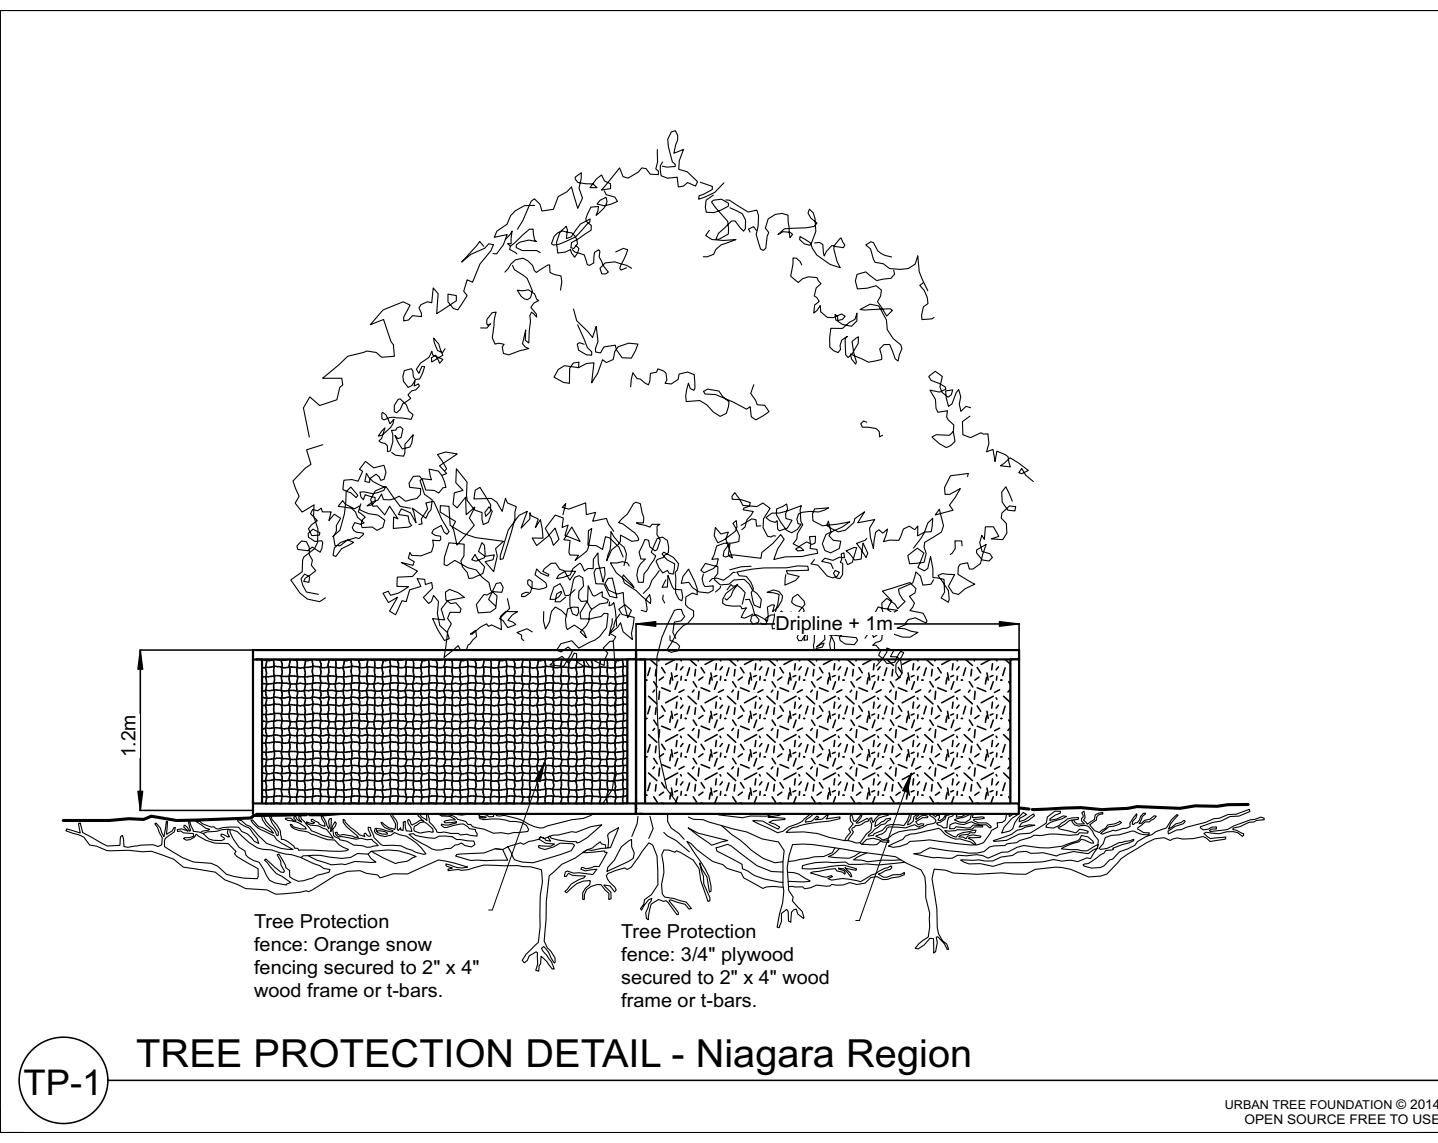 Dripline + 1m
1.2m
Tree Protection
fence: Orange snow
fencing secured to 2" x 4"
wood frame or t-bars.
Tree Protection
fence: 3/4" plywood
secured to 2" x 4" wood
frame or t-bars.
TREE PROTECTION DETAIL - Niagara Region
TP-1
URBAN TREE FOUNDATION © 2014
OPEN SOURCE FREE TO USE